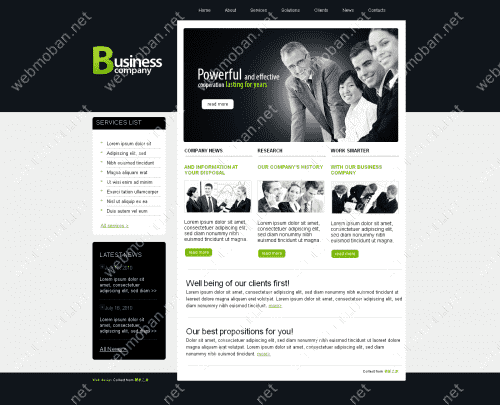 Home About Services Solutions Clients News Contacts
Business
company
Powerful and effective
cooperation lasting for years
read more
SERVICES LIST
Lorem ipsum dolor sit
Adipiscing elit, sed
Nibh euismod tincidunt
Magna aliquam erat
Ut wisi enim ad minim
Exerci tation ullamcorper
Nisl ut aliquip ex ea
Duis autem vel eum
All services »
LATEST NEWS
Lorem ipsum dolor sit amet, consectetuer adipiscing elit, sed diam >>
July 18, 2010
Lorem ipsum dolor sit amet, consectetuer adipiscing elit, sed diam >>
All News »
COMPANY NEWS
AND INFORMATION AT
YOUR DISPOSAL
Lorem ipsum dolor sit amet,
consectetuer adipiscing elit,
sed diam nonummy nibh
euismod tincidunt ut magna.
read more
RESEARCH
OUR COMPANY'S HISTORY
Lorem ipsum dolor sit amet,
consectetuer adipiscing elit,
sed diam nonummy nibh
euismod tincidunt ut magna.
read more
WORK SMARTER
WITH OUR BUSINESS
COMPANY
Lorem ipsum dolor sit amet,
consectetuer adipiscing elit,
sed diam nonummy nibh
euismod tincidunt ut magna.
read more
Well being of our clients first!
Lorem ipsum dolor sit amet, consectetuer adipiscing elit, sed diam nonummy nibh euismod tincidunt ut
laoreet dolore magna aliquam erat volutpat. Lorem ipsum dolor sit amet, consectetuer adipiscing elit, sed
diam nonummy nibh euismod tincidunt ut magna.
Our best propositions for you!
Dolor sit amet, consectetuer adipiscing elit, sed diam nonummy nibh euismod tincidunt ut laoreet dolore
magna aliquam erat volutpat. Lorem ipsum dolor sit amet, consectetuer adipiscing elit, sed diam nonummy
nibh euismod tincidunt ut magna.
webmoban.net